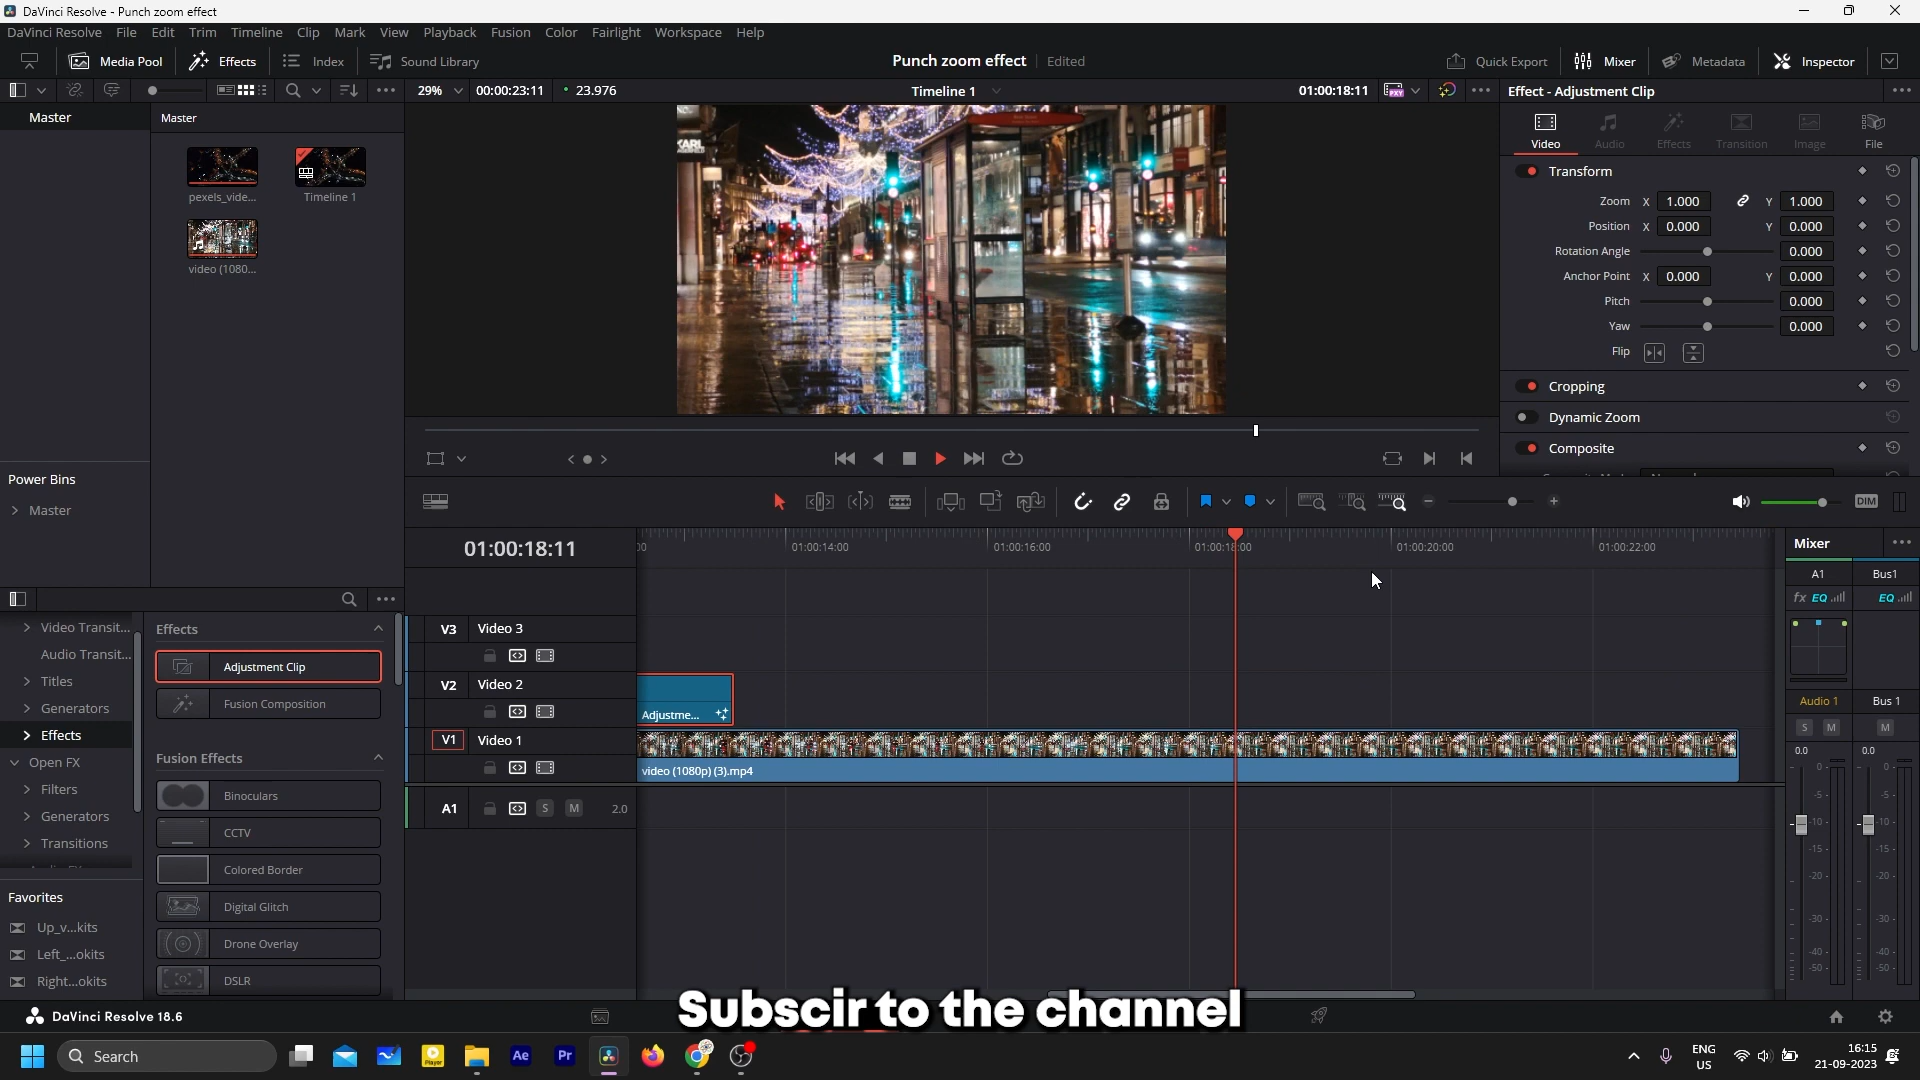 DaVinci Resolve - Punch zoom effect
DaVinci Resolve File Edit Trim Timeline Clip Mark View Playback Fusion Color Fairlight Workspace Help
Media Pool Effects Index Sound Library
Punch zoom effect Edited
Quick Export Mixer Metadata Inspector
29% 00:00:23:11 23.976 Timeline 1 01:00:18:11
Effect - Adjustment Clip
Master
Master
pexels_vide...
Timeline 1
video (1080...
Power Bins
Master
KARL
Video Audio Effects Transition Image File
Transform
Zoom X 1.000 Y 1.000
Position X 0.000 Y 0.000
Rotation Angle 0.000
Anchor Point X 0.000 Y 0.000
Pitch 0.000
Yaw 0.000
Flip
Cropping
Dynamic Zoom
Composite
DIM
01:00:18:11
01:00:14:00 01:00:16:00 01:00:18:00 01:00:20:00 01:00:22:00
V3 Video 3
V2 Video 2
Adjustme...
V1 Video 1
video (1080p) (3).mp4
A1 S M 2.0
Mixer
A1 Bus1
fx EQ EQ
Audio 1 Bus 1
S M M
0.0 0.0
0- 0-
-5- -5-
-10- -10-
-15- -15-
-20- -20-
-30- -30-
-40- -40-
-50- -50-
Video Transit...
Audio Transit...
Titles
Generators
Effects
Open FX
Filters
Generators
Transitions
Favorites
Up_v...kits
Left_...okits
Right...okits
Effects
Adjustment Clip
Fusion Composition
Fusion Effects
Binoculars
CCTV
Colored Border
Digital Glitch
Drone Overlay
DSLR
Subscir to the channel
DaVinci Resolve 18.6
Search
Player
Ae
Pr
ENG
US
16:15
21-09-2023